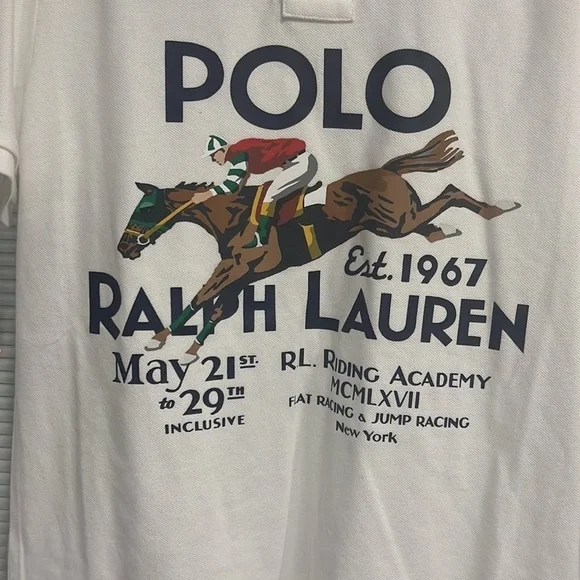 POLO
Est. 1967
RALPH LAUREN
May 21ST.
to 29TH
INCLUSIVE
RL. RIDING ACADEMY
MCMLXVII
FLAT RACING & JUMP RACING
New York